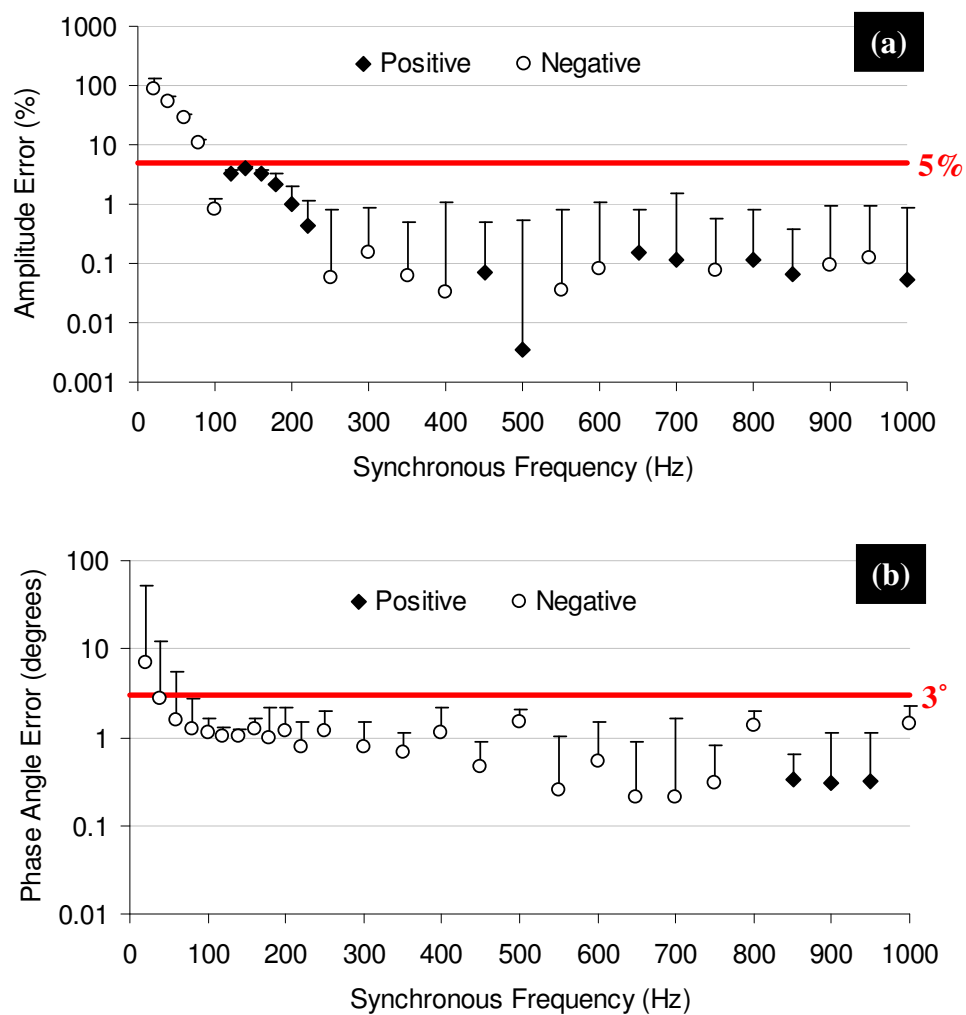 (a)
Positive Negative
Amplitude Error (%)
1000
100
10
1
0.1
0.01
0.001
5%
0 100 200 300 400 500 600 700 800 900 1000
Synchronous Frequency (Hz)
(b)
Positive Negative
Phase Angle Error (degrees)
100
10
1
0.1
0.01
3°
0 100 200 300 400 500 600 700 800 900 1000
Synchronous Frequency (Hz)